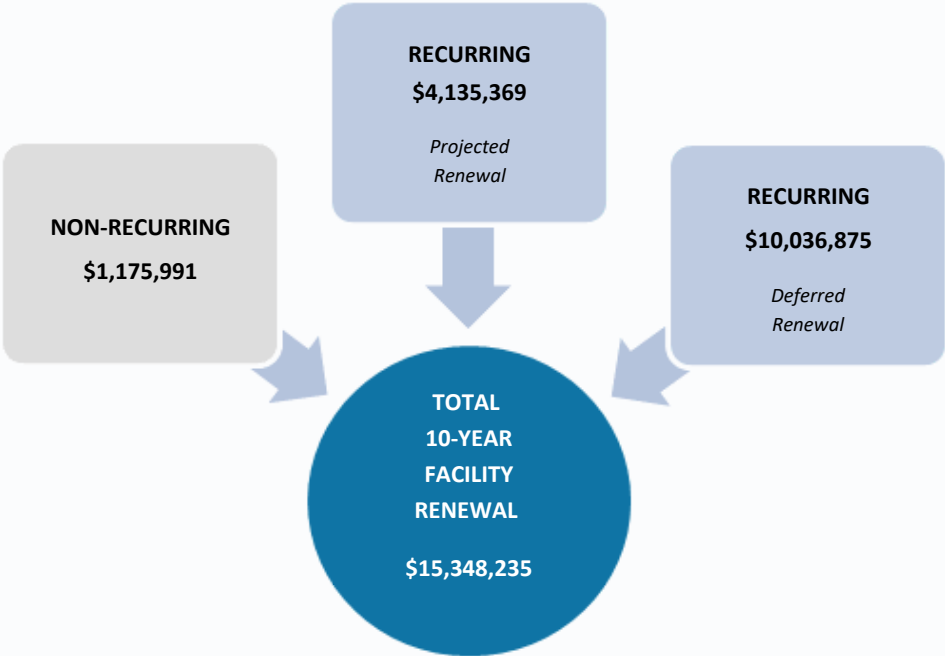 RECURRING
$4,135,369
Projected
Renewal
NON-RECURRING
$1,175,991
RECURRING
$10,036,875
Deferred
Renewal
TOTAL
10-YEAR
FACILITY
RENEWAL
$15,348,235